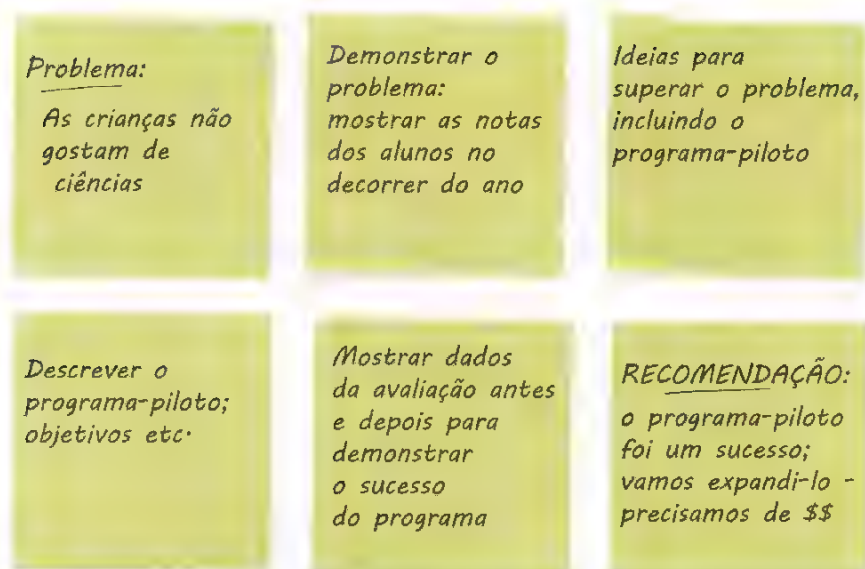 Problema:
As crianças não
gostam de
ciências
Demonstrar o
problema:
mostrar as notas
dos alunos no
decorrer do ano
Ideias para
superar o problema,
incluindo o
programa-piloto
Descrever o
programa-piloto;
objetivos etc.
Mostrar dados
da avaliação antes
e depois para
demonstrar
o sucesso
do programa
RECOMENDAÇÃO:
o programa-piloto
foi um sucesso;
vamos expandi-lo -
precisamos de $$